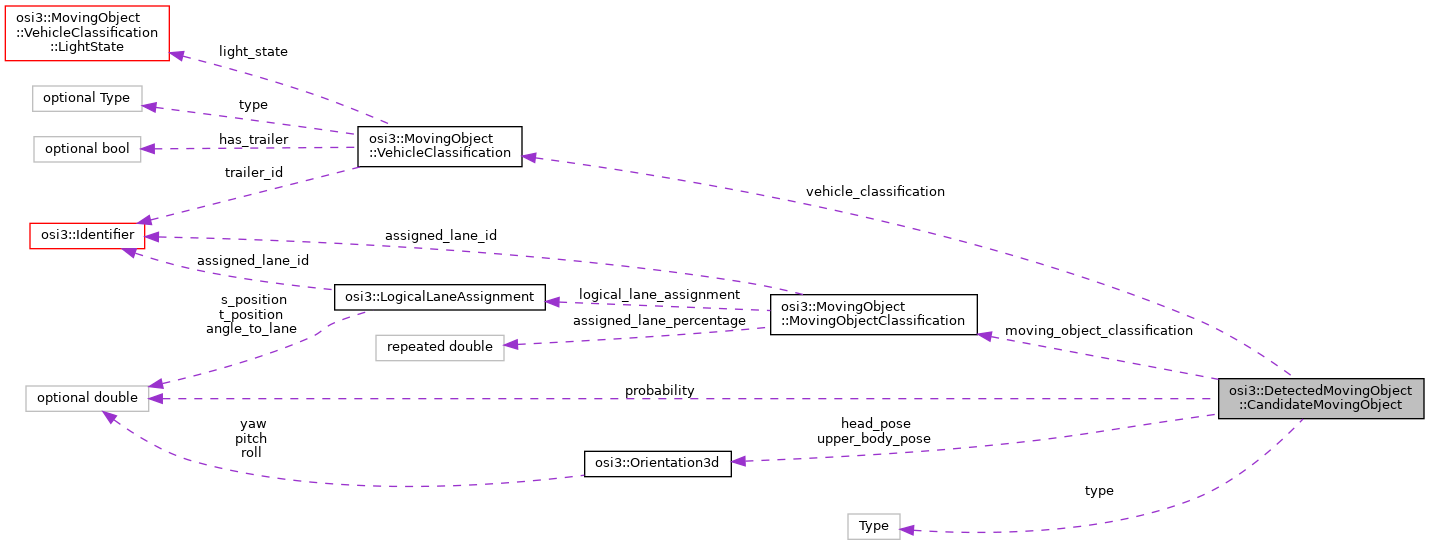 osi3::MovingObject
::VehicleClassification
::LightState
light_state
optional Type
type
optional bool
has_trailer
osi3::MovingObject
::VehicleClassification
trailer_id
vehicle_classification
osi3::Identifier
assigned_lane_id
assigned_lane_id
s_position
t_position
angle_to_lane
osi3::LogicalLaneAssignment
logical_lane_assignment
osi3::MovingObject
::MovingObjectClassification
assigned_lane_percentage
repeated double
moving_object_classification
optional double
probability
osi3::DetectedMovingObject
::CandidateMovingObject
yaw
pitch
roll
head_pose
upper_body_pose
osi3::Orientation3d
type
Type